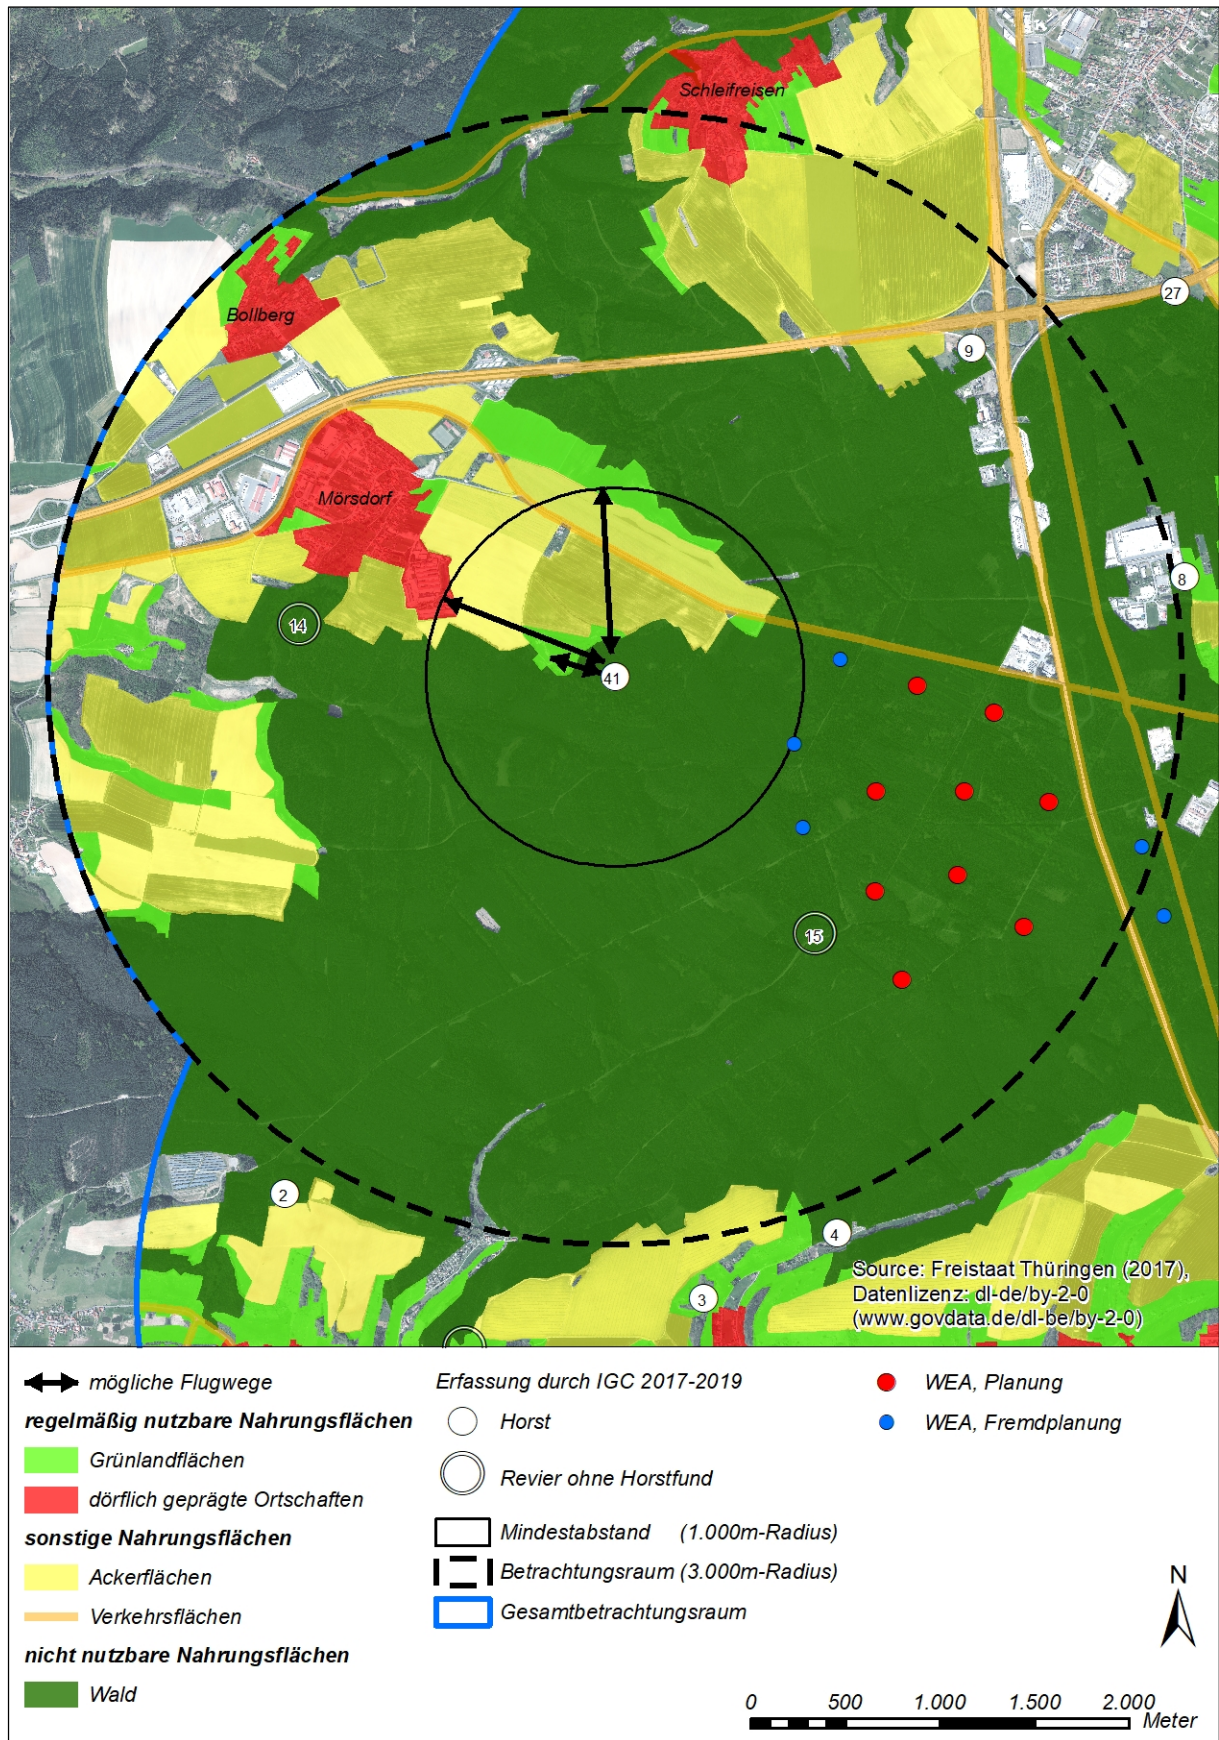 Schleifreisen
Bollberg
27
9
Mörsdorf
8
14
41
15
2
4
3
Source: Freistaat Thüringen (2017),
Datenlizenz: dl-de/by-2-0
(www.govdata.de/dl-be/by-2-0)
mögliche Flugwege
regelmäßig nutzbare Nahrungsflächen
Grünlandflächen
dörflich geprägte Ortschaften
sonstige Nahrungsflächen
Ackerflächen
Verkehrsflächen
nicht nutzbare Nahrungsflächen
Wald
Erfassung durch IGC 2017-2019
Horst
Revier ohne Horstfund
Mindestabstand (1.000m-Radius)
Betrachtungsraum (3.000m-Radius)
Gesamtbetrachtungsraum
WEA, Planung
WEA, Fremdplanung
N
0 500 1.000 1.500 2.000
Meter